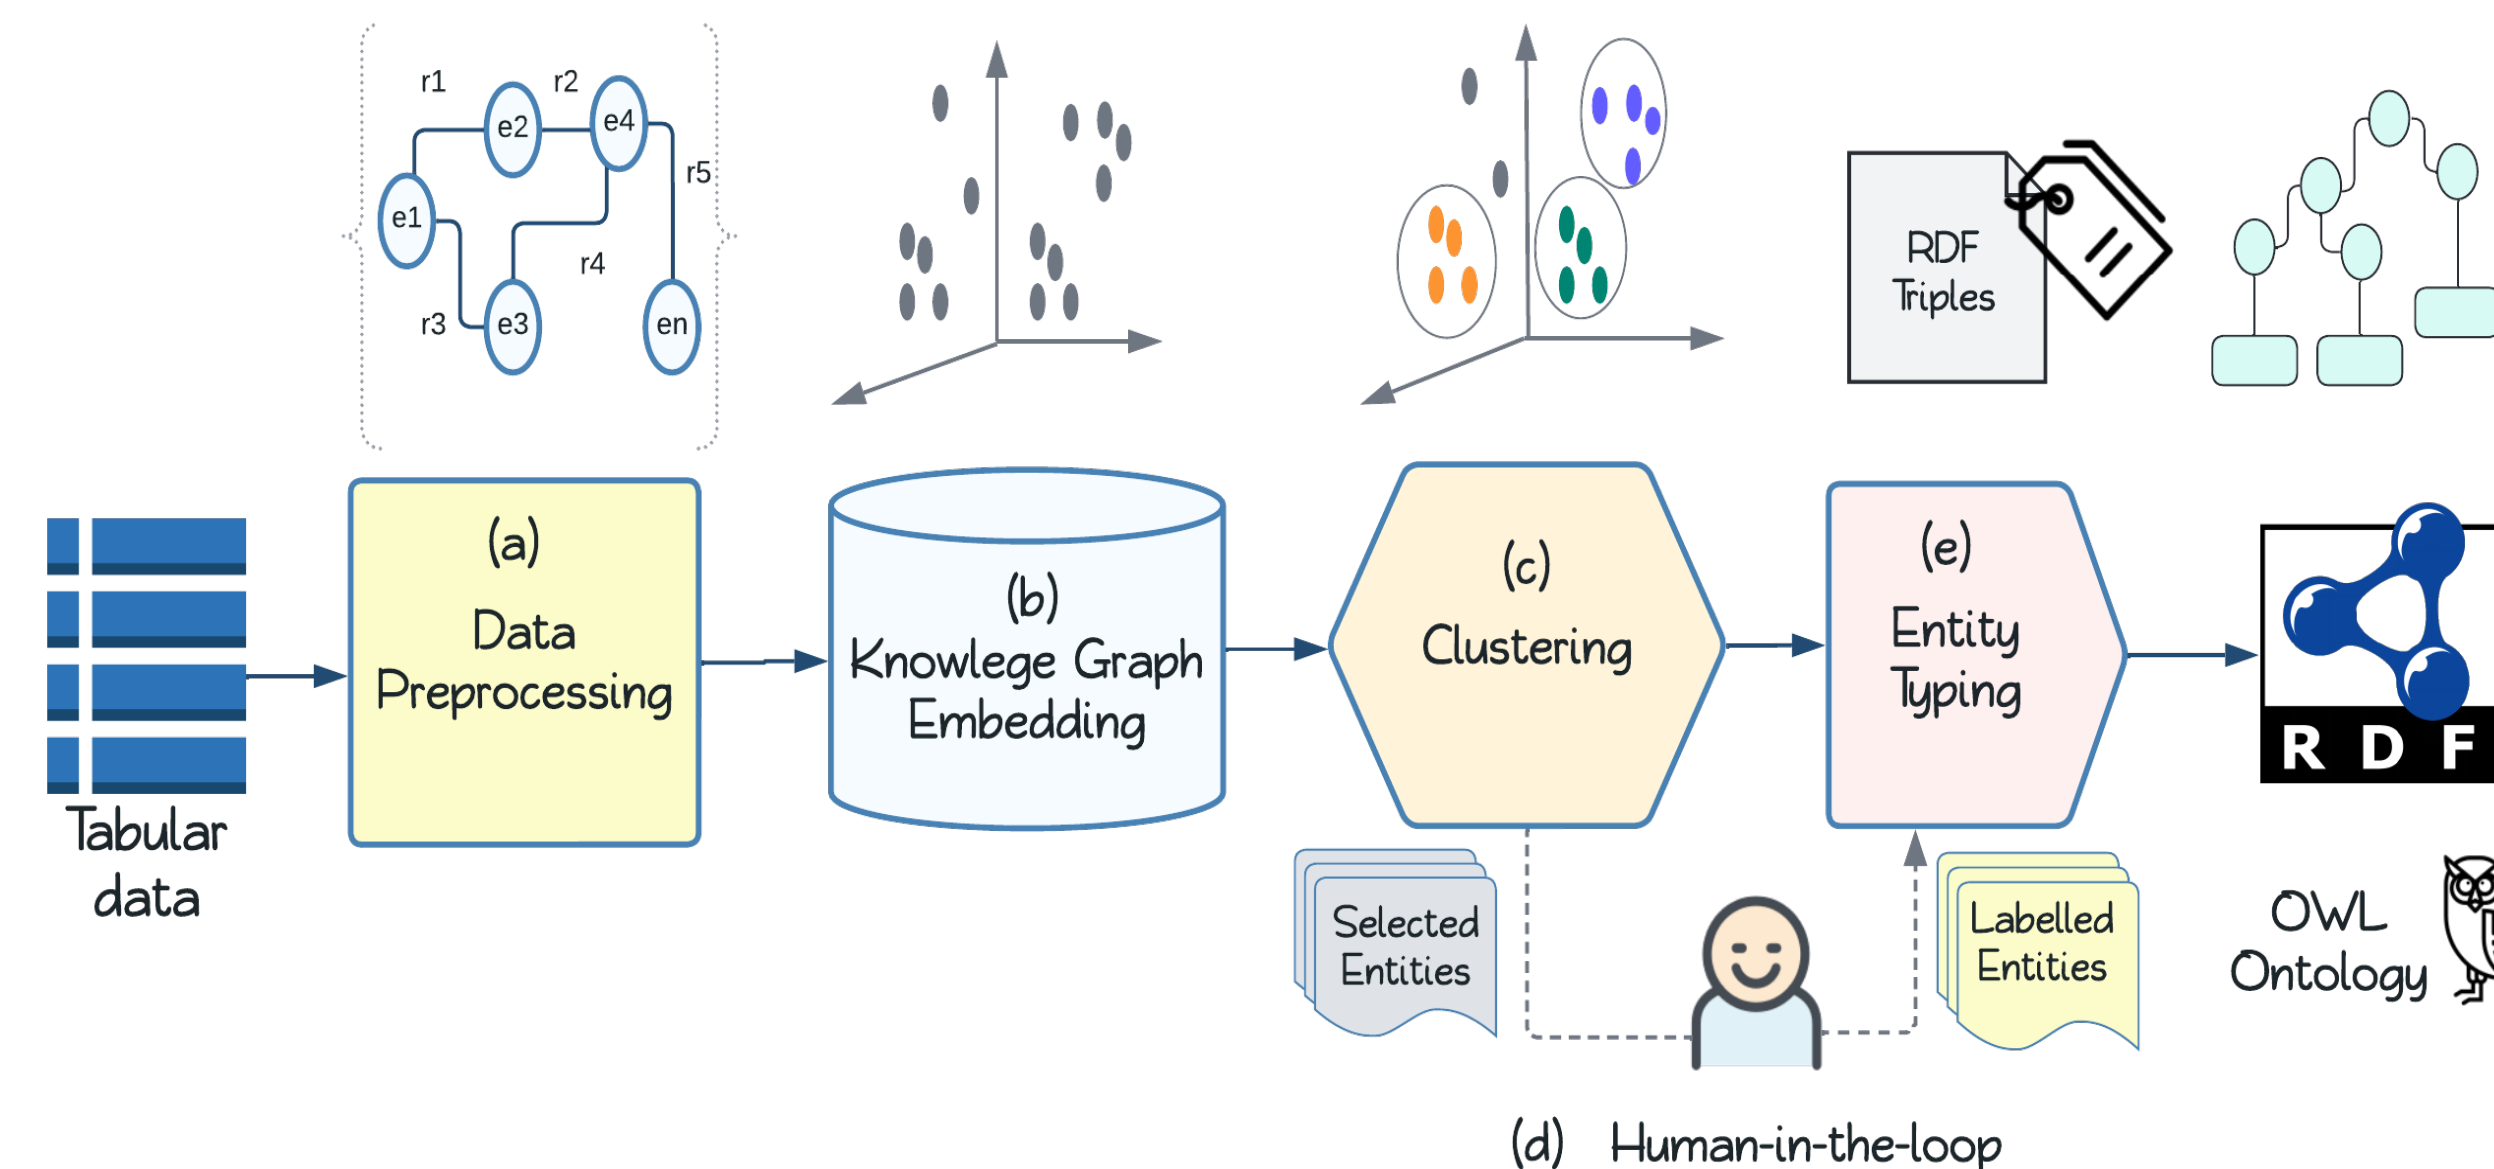 r1
r2
e2
e4
r5
e1
r4
r3
e3
en
RDF
Triples
Tabular
data
(a)
Data
Preprocessing
(b)
Knowlege Graph
Embedding
(c)
Clustering
(e)
Entity
Typing
R D F
Selected
Entities
Labelled
Entities
OWL
Ontology
(d) Human-in-the-loop